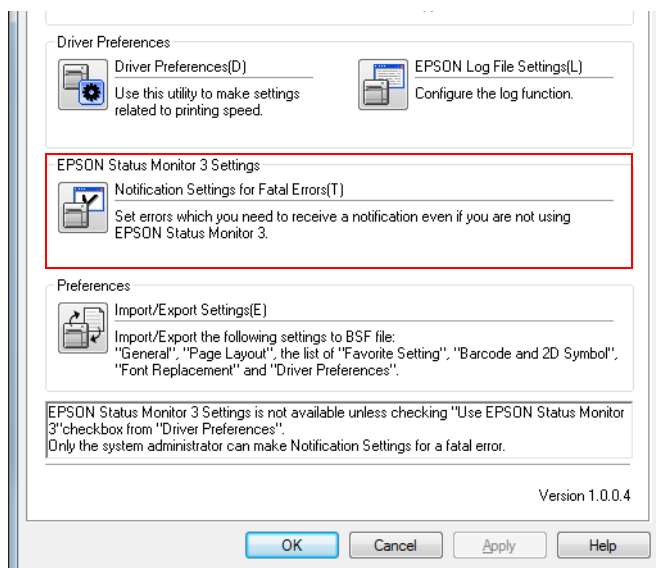 Driver Preferences
Driver Preferences(D)
Use this utility to make settings
related to printing speed.
EPSON Log File Settings(L)
Configure the log function.
EPSON Status Monitor 3 Settings
Notification Settings for Fatal Errors(T)
Set errors which you need to receive a notification even if you are not using
EPSON Status Monitor 3.
Preferences
Import/Export Settings(E)
Import/Export the following settings to BSF file:
"General", "Page Layout", the list of "Favorite Setting", "Barcode and 2D Symbol",
"Font Replacement" and "Driver Preferences".
EPSON Status Monitor 3 Settings is not available unless checking "Use EPSON Status Monitor
3"checkbox from "Driver Preferences".
Only the system administrator can make Notification Settings for a fatal error.
Version 1.0.0.4
OK
Cancel
Apply
Help